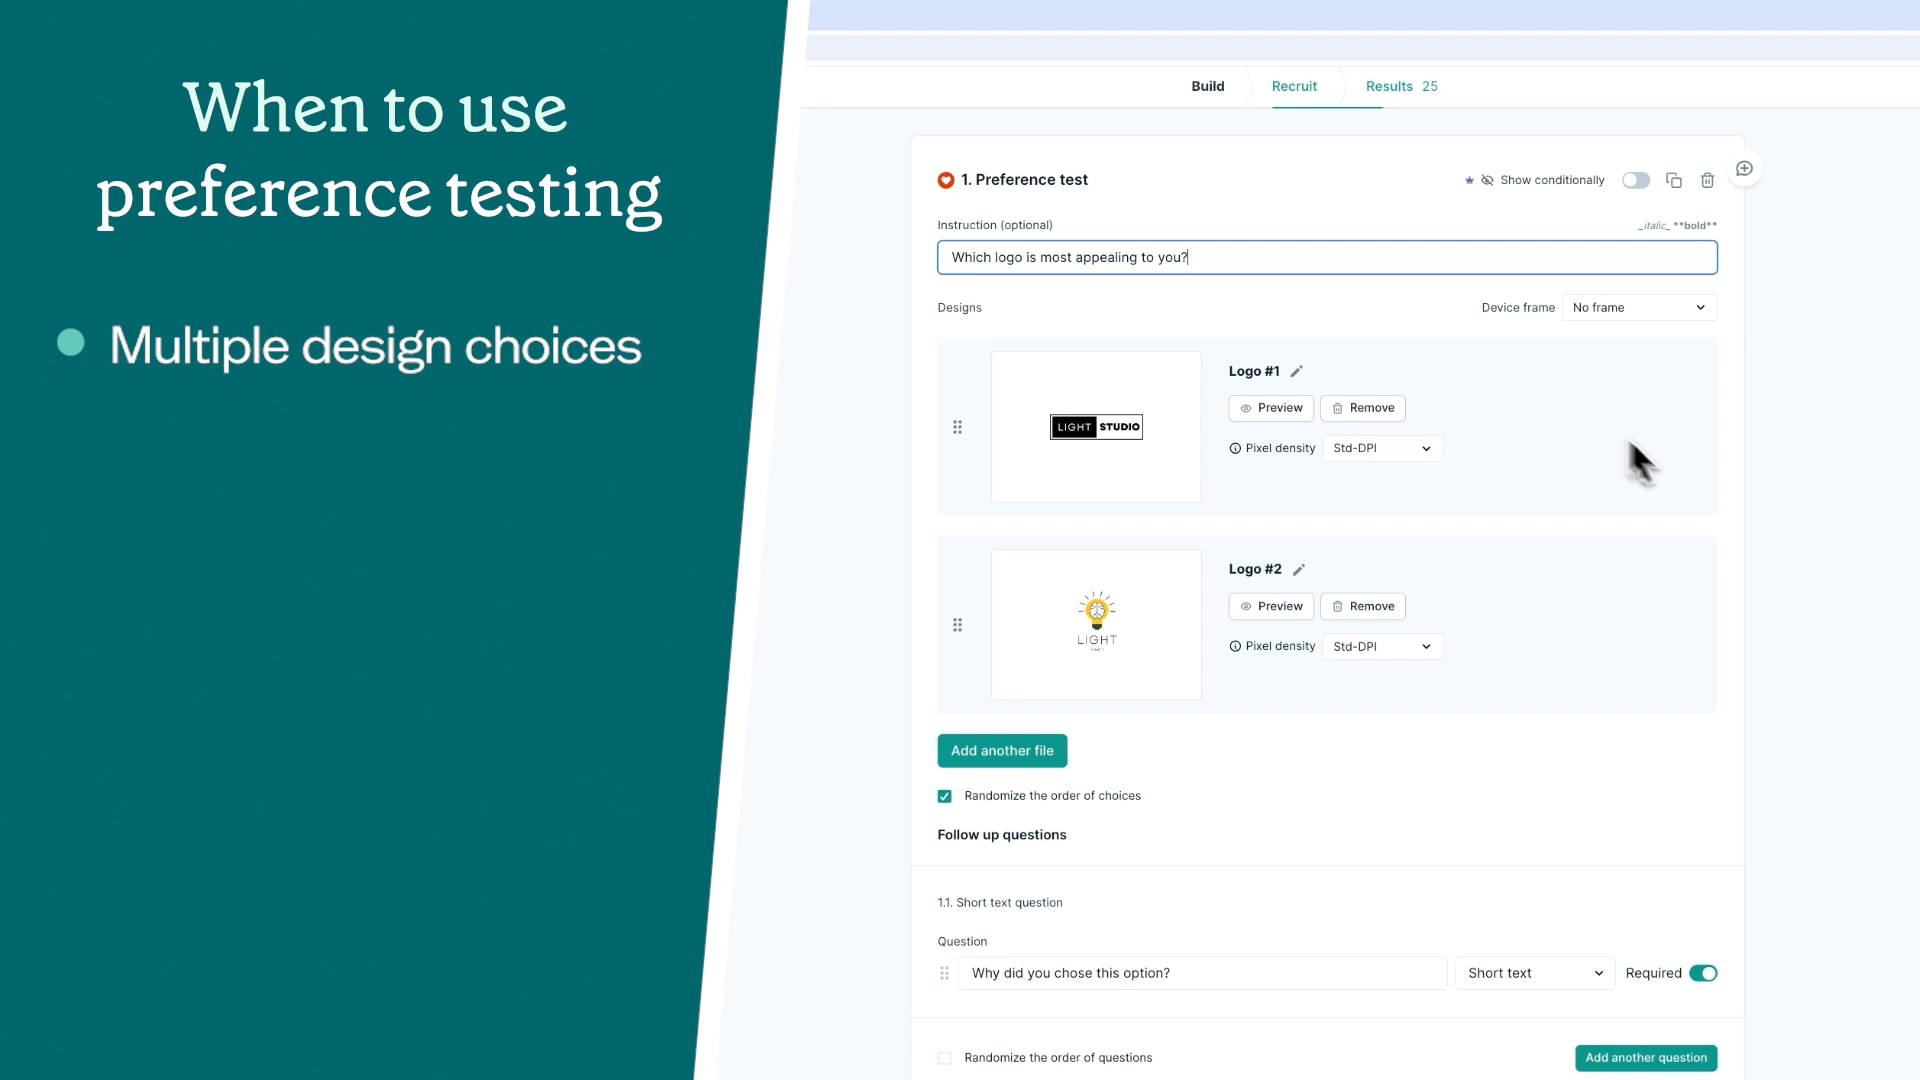 When to use
preference testing
Multiple design choices
Build
Recruit
Results 25
1. Preference test
Show conditionally
Instruction (optional)
_italic_ **bold**
Which logo is most appealing to you?
Designs
Device frame
No frame
LIGHT STUDIO
Logo #1
Preview
Remove
Pixel density
Std-DPI
LIGHT
Logo #2
Preview
Remove
Pixel density
Std-DPI
Add another file
Randomize the order of choices
Follow up questions
1.1. Short text question
Question
Why did you chose this option?
Short text
Required
Randomize the order of questions
Add another question